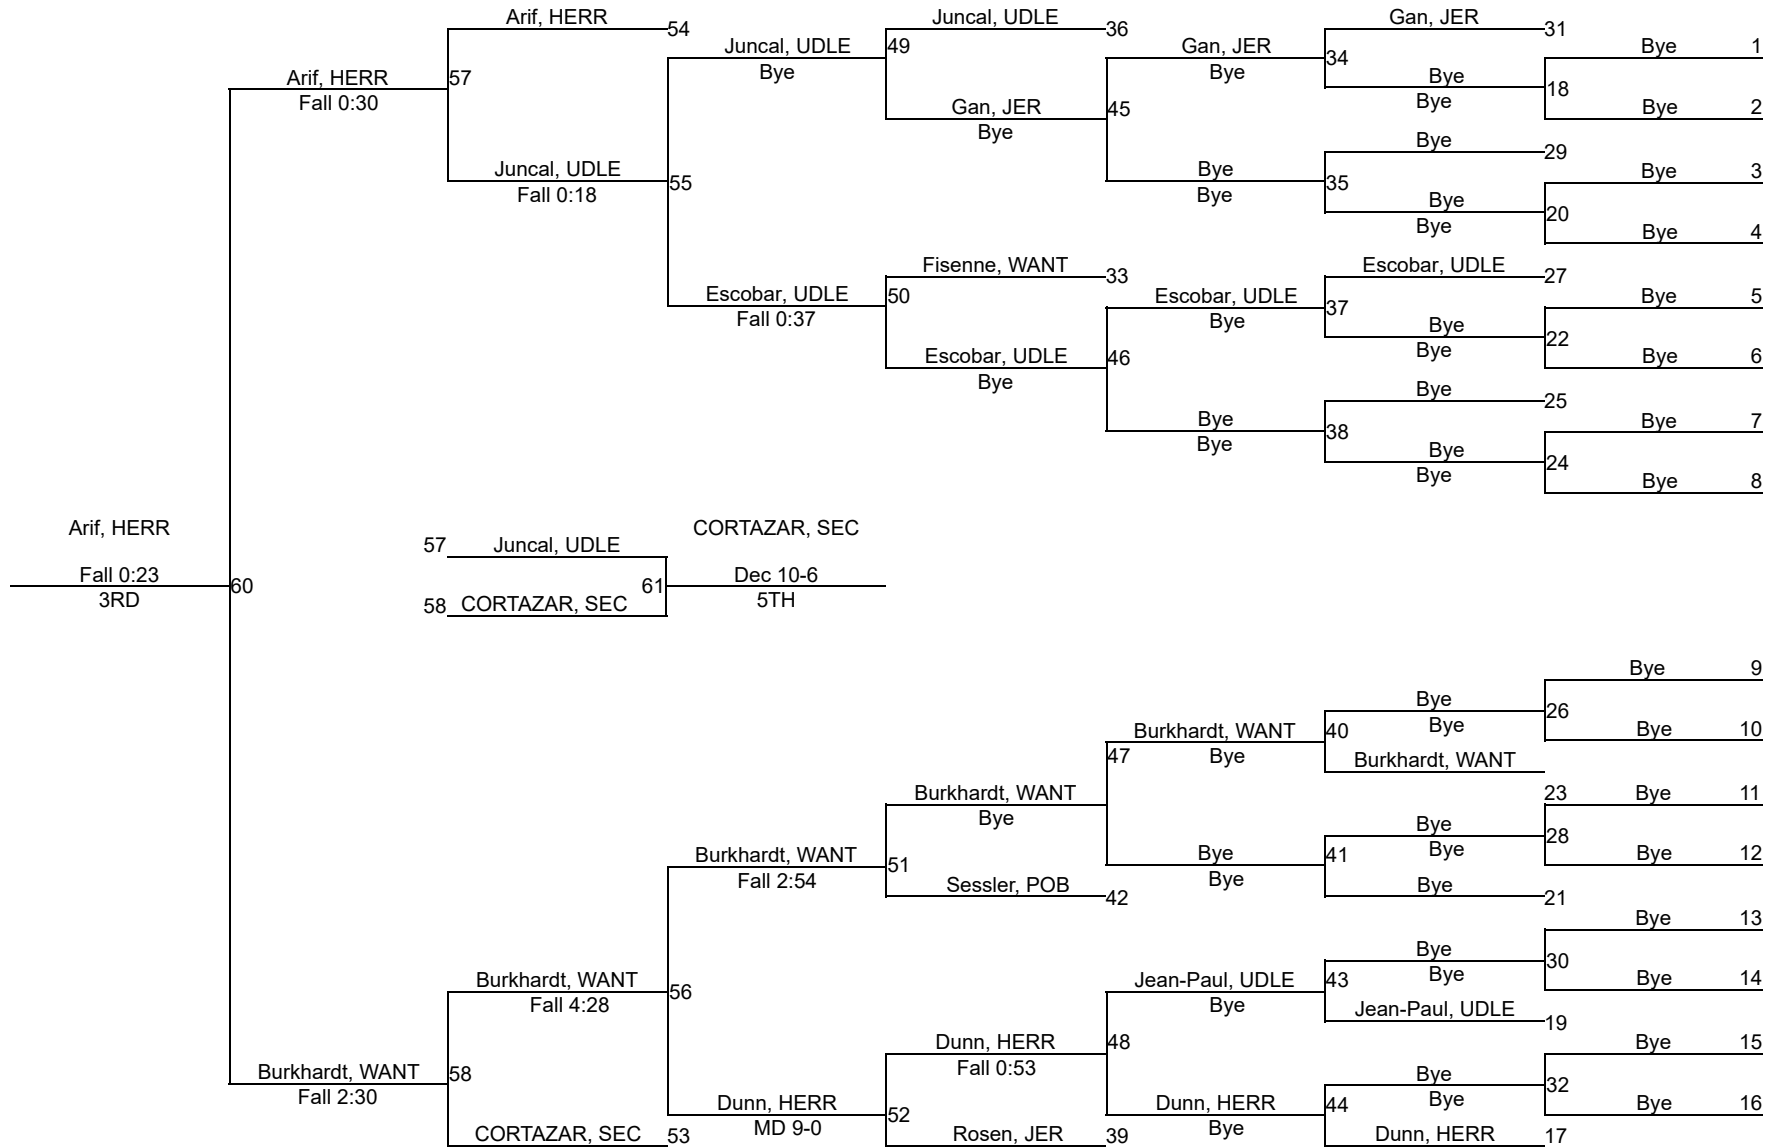 Arif, HERR
54
Juncal, UDLE
36
Gan, JER
31
Juncal, UDLE
49
Gan, JER
34
Bye 1
Bye
Bye
Bye
18
57
Arif, HERR
Bye
Fall 0:30
Gan, JER
45
Bye 2
Bye
Bye
29
Juncal, UDLE
55
Bye
35
Bye 3
Fall 0:18
Bye
Bye
20
Bye
Bye 4
Fisenne, WANT
33
Escobar, UDLE
27
Escobar, UDLE
50
Escobar, UDLE
37
Bye 5
Fall 0:37
Bye
Bye
22
Escobar, UDLE
46
Bye
Bye 6
Bye
Bye
25
Bye
38
Bye 7
Bye
Bye
24
Bye
Bye 8
Arif, HERR
CORTAZAR, SEC
57 Juncal, UDLE
Fall 0:23
60
61
Dec 10-6
3RD
58 CORTAZAR, SEC
5TH
Bye 9
Bye
26
Burkhardt, WANT
40
Bye
Bye 10
47
Bye
Burkhardt, WANT
Burkhardt, WANT
23
Bye 11
Bye
Bye
28
Burkhardt, WANT
51
Bye
41
Bye
Bye 12
Fall 2:54
Bye
Sessler, POB
42
Bye
21
Bye 13
Bye
30
Burkhardt, WANT
56
Jean-Paul, UDLE
43
Bye
Bye 14
Fall 4:28
Bye
Jean-Paul, UDLE
19
Dunn, HERR
48
Bye 15
Burkhardt, WANT
58
Fall 0:53
Bye
32
Fall 2:30
Dunn, HERR
52
Dunn, HERR
44
Bye
Bye 16
MD 9-0
Bye
CORTAZAR, SEC
53
Rosen, JER
39
Dunn, HERR
17